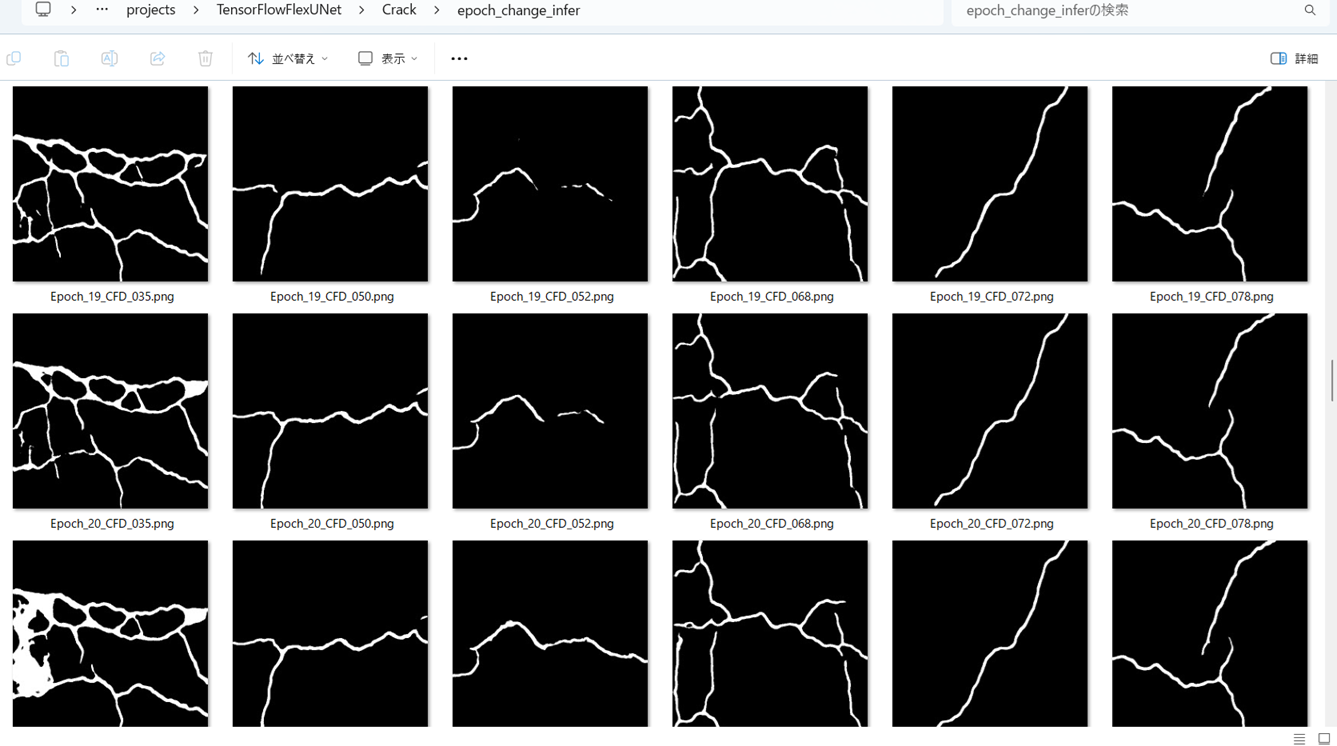 projects > TensorFlowFlexUNet > Crack > epoch_change_infer
epoch_change_inferの検索
並べ替え 表示 詳細
Epoch_19_CFD_035.png Epoch_19_CFD_050.png Epoch_19_CFD_052.png Epoch_19_CFD_068.png Epoch_19_CFD_072.png Epoch_19_CFD_078.png
Epoch_20_CFD_035.png Epoch_20_CFD_050.png Epoch_20_CFD_052.png Epoch_20_CFD_068.png Epoch_20_CFD_072.png Epoch_20_CFD_078.png